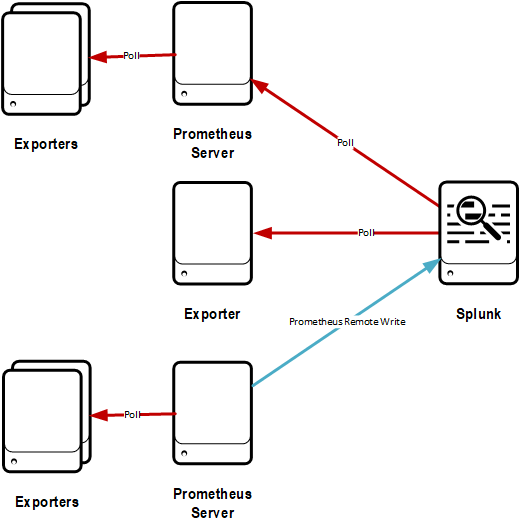 Poll
Exporters
Prometheus
Server
Poll
Poll
Exporter
Splunk
Prometheus Remote Write
Poll
Exporters
Prometheus
Server